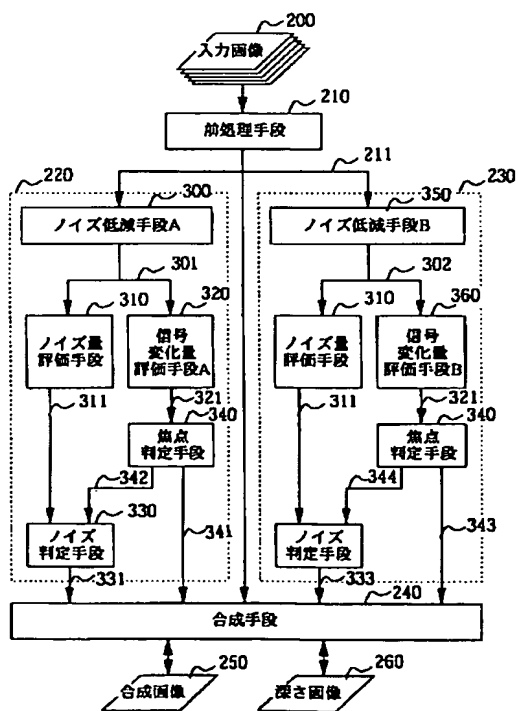 200
入力画像
210
前処理手段
211
220
300
350
230
ノイズ低減手段A
ノイズ低減手段B
301
302
310
320
310
360
ノイズ量
評価手段
信号
変化量
評価手段A
ノイズ量
評価手段
信号
変化量
評価手段B
311
321
311
321
340
340
焦点
判定手段
焦点
判定手段
342
330
344
341
343
ノイズ
判定手段
ノイズ
判定手段
331
333
240
合成手段
250
260
合成画像
深さ画像